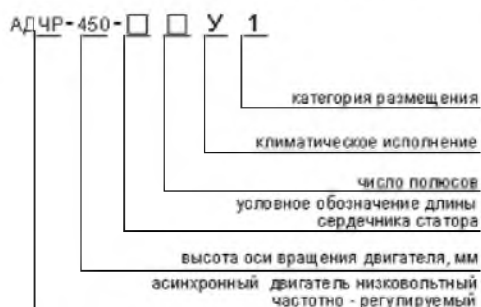 АДЧР-450-□ □ У 1
категория размещения
климатическое исполнение
число полюсов
условное обозначение длины
сердечника статора
высота оси вращения двигателя, мм
асинхронный двигатель низковольтный
частотно - регулируемый